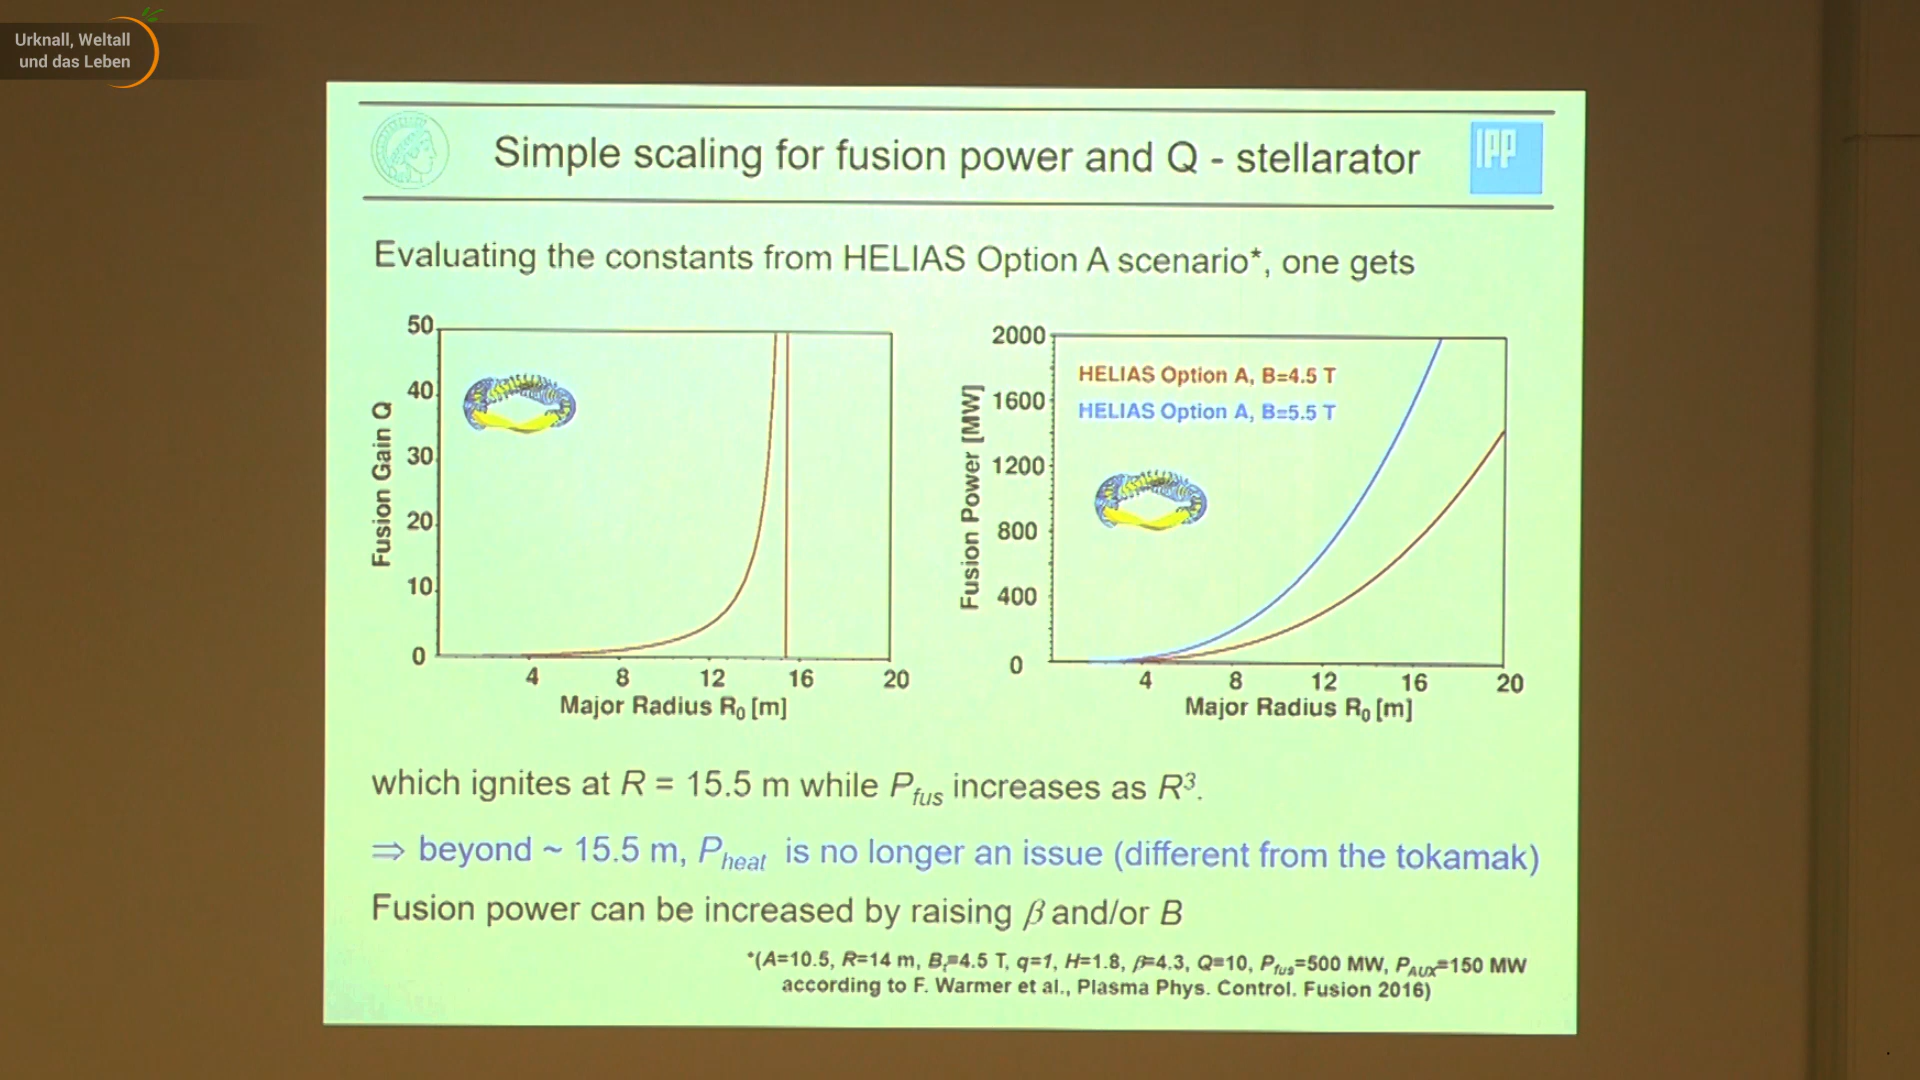 Urknall, Weltall
und das Leben
Simple scaling for fusion power and Q - stellarator
IPP
Evaluating the constants from HELIAS Option A scenario*, one gets
50
40
30
20
10
0
4 8 12 16 20
Fusion Gain Q
Major Radius R₀ [m]
2000
1600
1200
800
400
0
4 8 12 16 20
Fusion Power [MW]
Major Radius R₀ [m]
HELIAS Option A, B=4.5 T
HELIAS Option A, B=5.5 T
which ignites at R = 15.5 m while Pfus increases as R³.
⇒ beyond ~ 15.5 m, Pheat is no longer an issue (different from the tokamak)
Fusion power can be increased by raising β and/or B
*(A=10.5, R=14 m, Bt=4.5 T, q=1, H=1.8, β=4.3, Q=10, Pfus=500 MW, PAUX=150 MW
according to F. Warmer et al., Plasma Phys. Control. Fusion 2016)